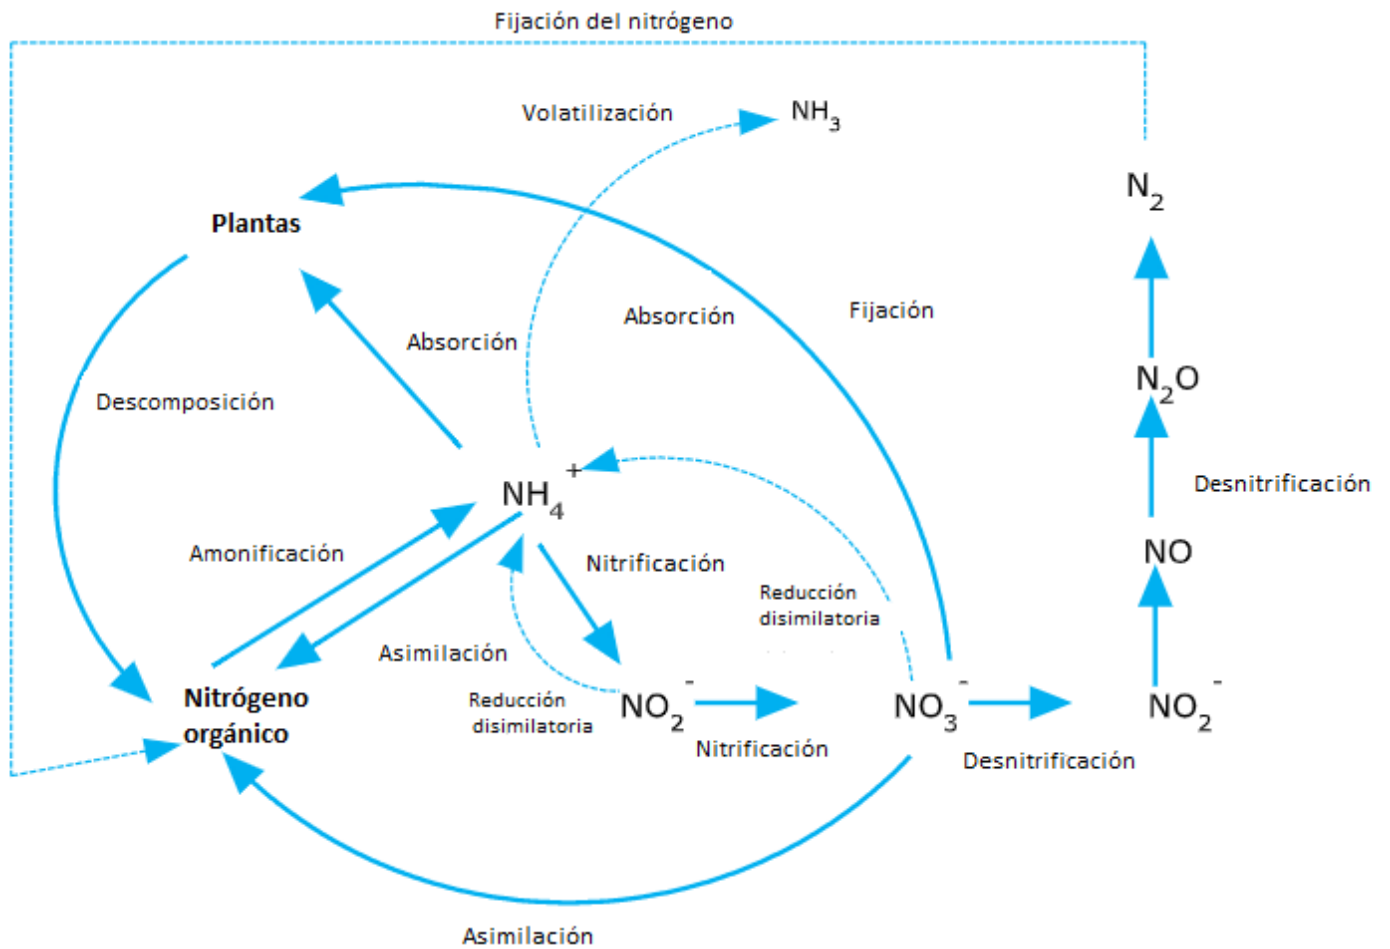 Fijación del nitrógeno
Volatilización
NH3
N2
Plantas
Absorción
Fijación
Absorción
N2O
Descomposición
NH4+
Desnitrificación
Amonificación
Nitrificación
NO
Reducción
disimilatoria
Asimilación
Nitrógeno
orgánico
Reducción
disimilatoria
NO2-
NO3-
NO2-
Nitrificación
Desnitrificación
Asimilación